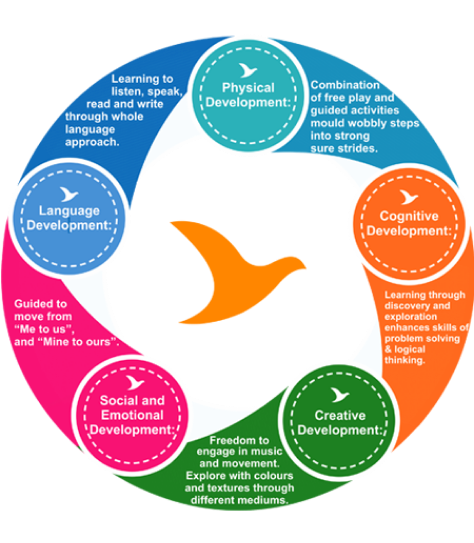 Physical
Development:
Combination
of free play and
guided activities
mould wobbly steps
into strong
sure strides.
Cognitive
Development:
Learning through
discovery and
exploration
enhances skills of
problem solving
& logical
thinking.
Creative
Development:
Freedom to
engage in music
and movement.
Explore with colours
and textures through
different mediums.
Social and
Emotional
Development:
Guided to
move from
“Me to us”,
and “Mine to ours”.
Language
Development:
Learning to
listen, speak,
read and write
through whole
language
approach.